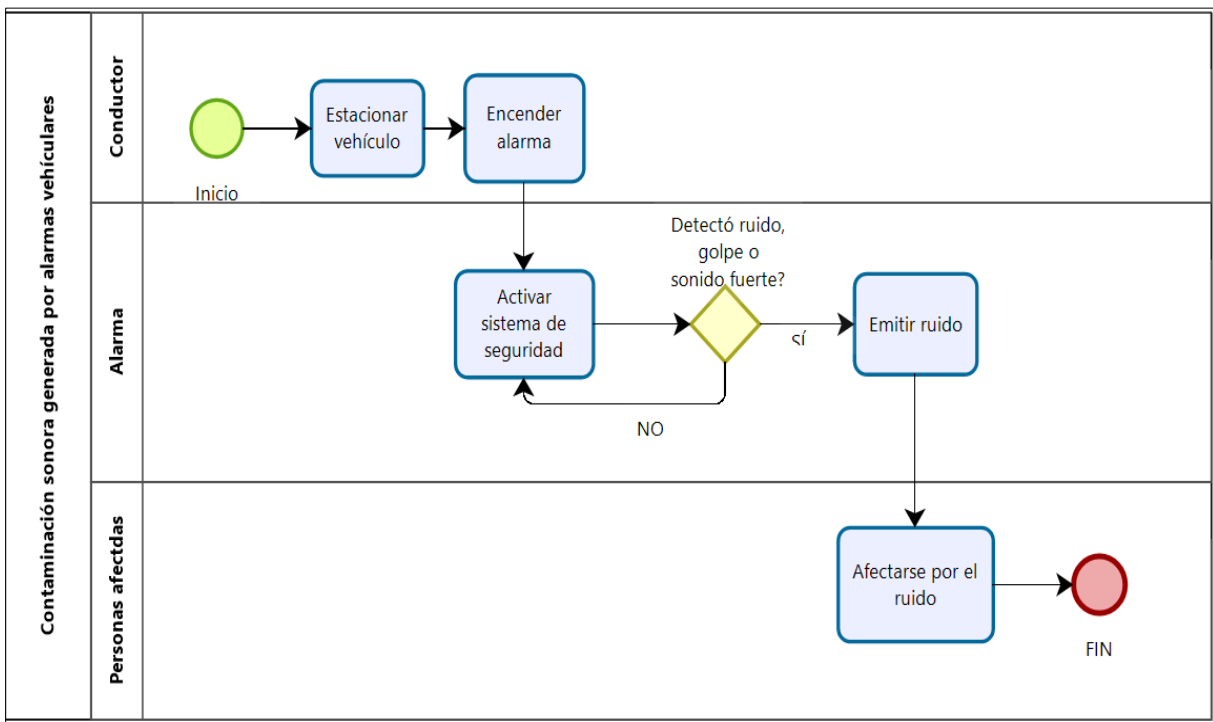 Contaminación sonora generada por alarmas vehículares
Conductor
Inicio
Estacionar
vehículo
Encender
alarma
Alarma
Activar
sistema de
seguridad
Detectó ruido,
golpe o
sonido fuerte?
SÍ
NO
Emitir ruido
Personas afectdas
Afectarse por el
ruido
FIN